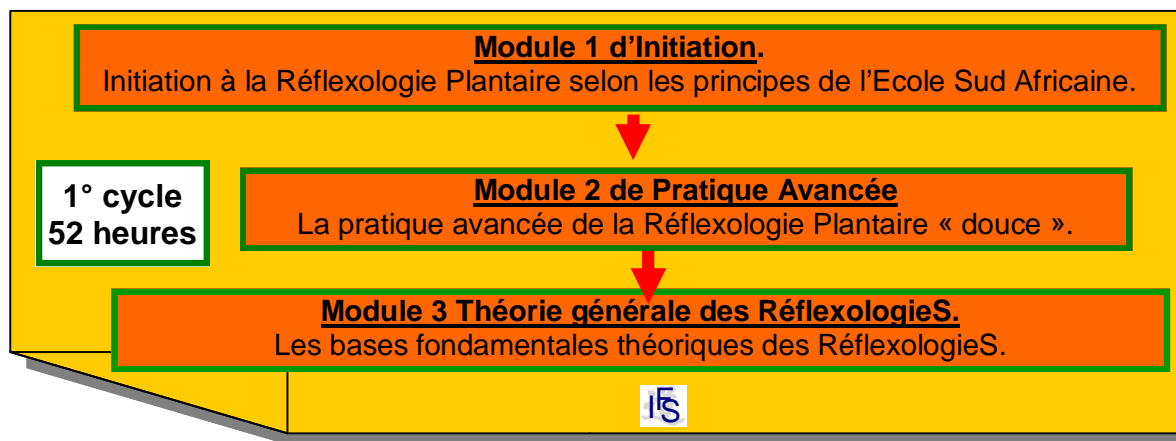 Module 1 d’Initiation.
Initiation à la Réflexologie Plantaire selon les principes de l’Ecole Sud Africaine.
1° cycle
52 heures
Module 2 de Pratique Avancée
La pratique avancée de la Réflexologie Plantaire « douce ».
Module 3 Théorie générale des RéflexologieS.
Les bases fondamentales théoriques des RéflexologieS.
IFS